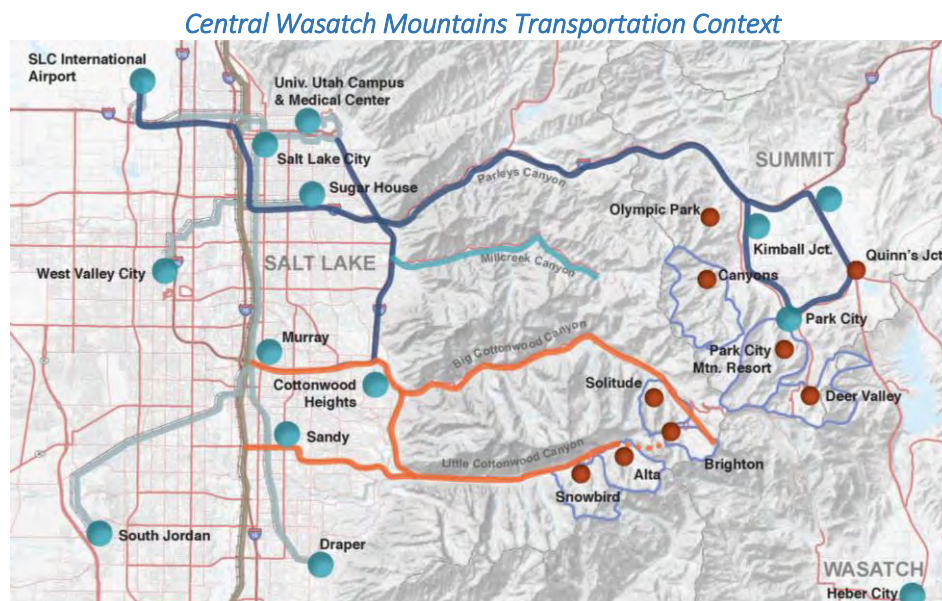 Central Wasatch Mountains Transportation Context
SLC International
Airport
Univ. Utah Campus
& Medical Center
Salt Lake City
Sugar House
Parleys Canyon
SUMMIT
Olympic Park
Kimball Jct.
Quinn's Jct
West Valley City
SALT LAKE
Millcreek Canyon
Canyons
Park City
Murray
Big Cottonwood Canyon
Park City
Mtn. Resort
Cottonwood
Heights
Solitude
Deer Valley
Sandy
Little Cottonwood Canyon
Alta
Brighton
Snowbird
South Jordan
Draper
WASATCH
Heber City